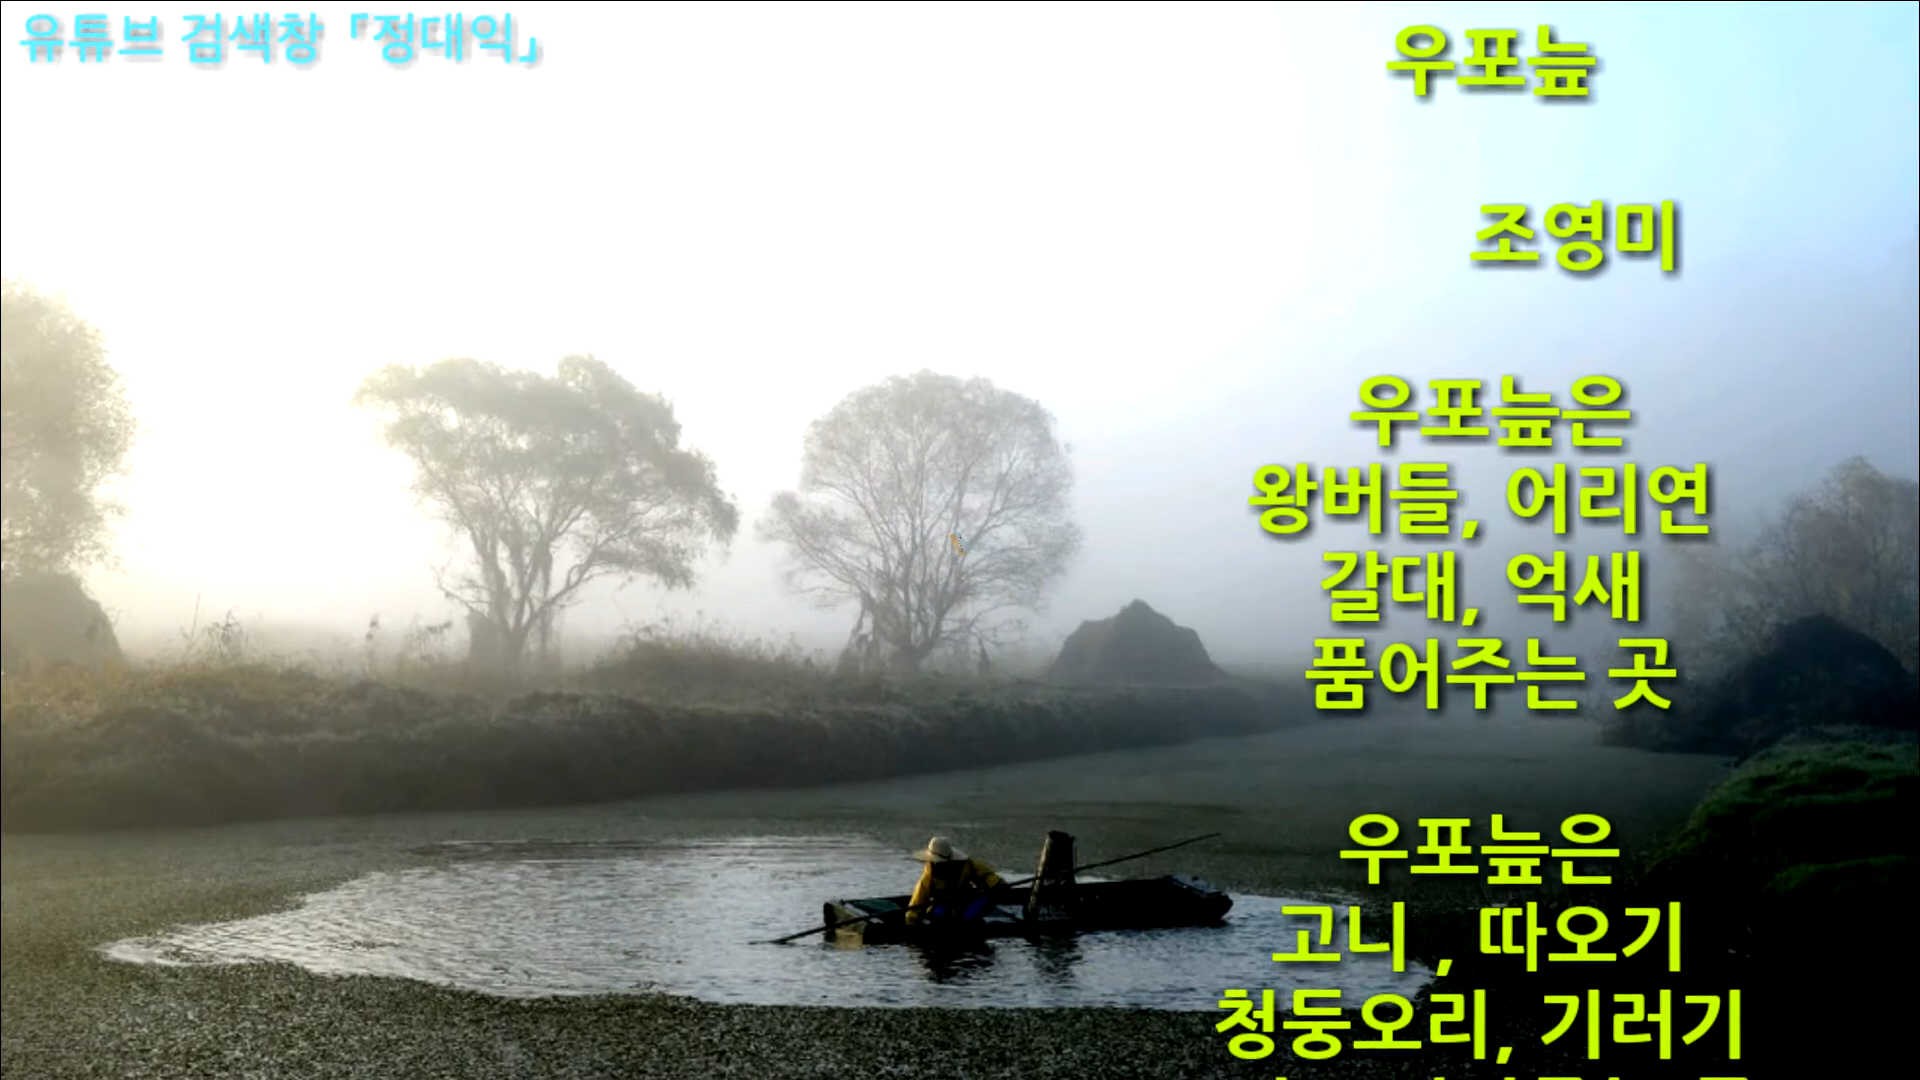 유튜브 검색창 「정대익」
우포늪
조영미
우포늪은
왕버들, 어리연
갈대, 억새
품어주는 곳
우포늪은
고니 , 따오기
청둥오리, 기러기